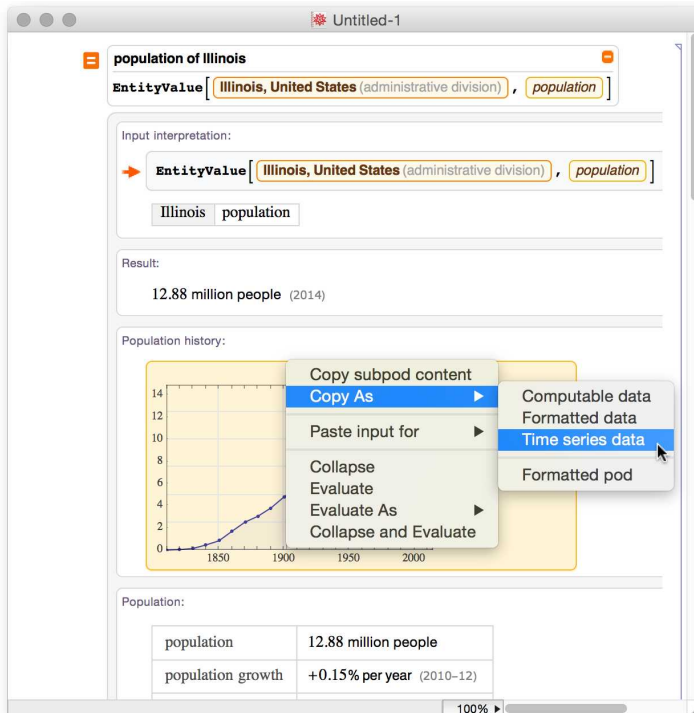 Untitled-1
population of Illinois
EntityValue[Illinois, United States (administrative division), population]
Input interpretation:
EntityValue[Illinois, United States (administrative division), population]
Illinois population
Result:
12.88 million people (2014)
Population history:
14
12
10
8
6
4
2
0
1850 1900 1950 2000
Copy subpod content
Copy As
Paste input for
Collapse
Evaluate
Evaluate As
Collapse and Evaluate
Computable data
Formatted data
Time series data
Formatted pod
Population:
population 12.88 million people
population growth +0.15% per year (2010–12)
100%